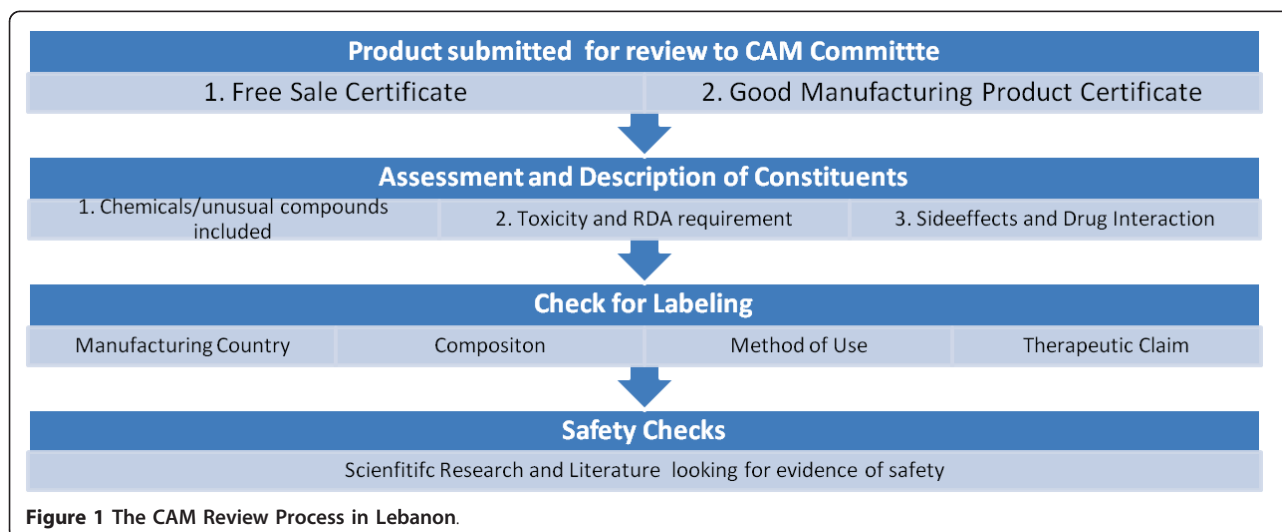 Product submitted for review to CAM Committte
1. Free Sale Certificate
2. Good Manufacturing Product Certificate
Assessment and Description of Constituents
1. Chemicals/unusual compounds
included
2. Toxicity and RDA requirement
3. Sideeffects and Drug Interaction
Check for Labeling
Manufacturing Country
Compositon
Method of Use
Therapeutic Claim
Safety Checks
Scienfitifc Research and Literature looking for evidence of safety
Figure 1 The CAM Review Process in Lebanon.